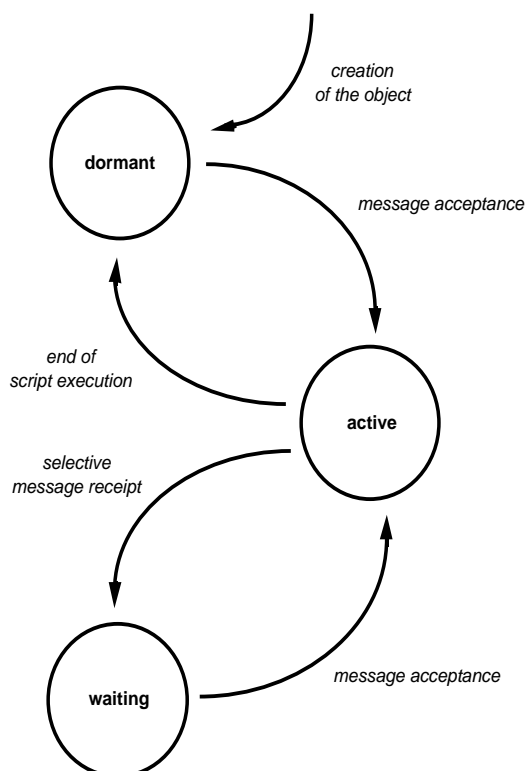 creation
of the object
dormant
message acceptance
end of
script execution
active
selective
message receipt
message acceptance
waiting